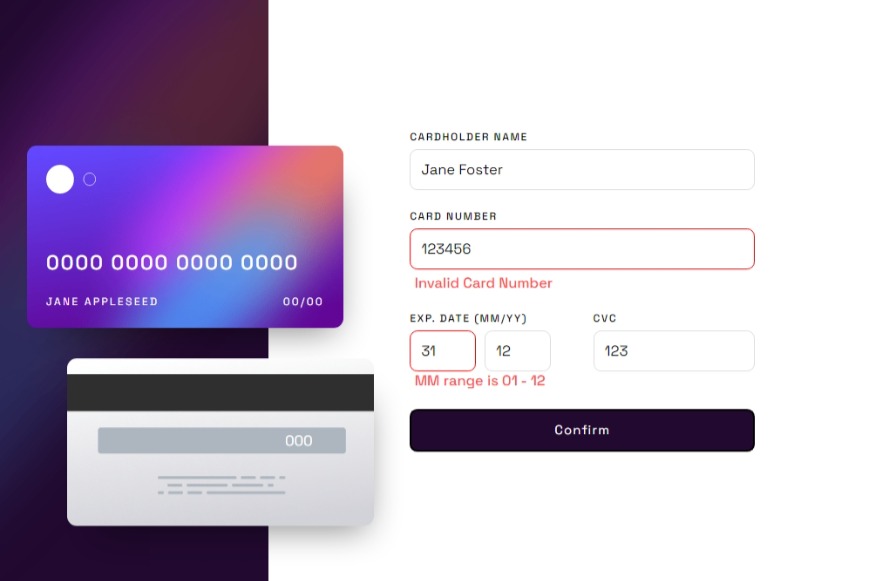 0000 0000 0000 0000
JANE APPLESEED 00/00
000
CARDHOLDER NAME
Jane Foster
CARD NUMBER
123456
Invalid Card Number
EXP. DATE (MM/YY) CVC
31 12 123
MM range is 01 - 12
Confirm